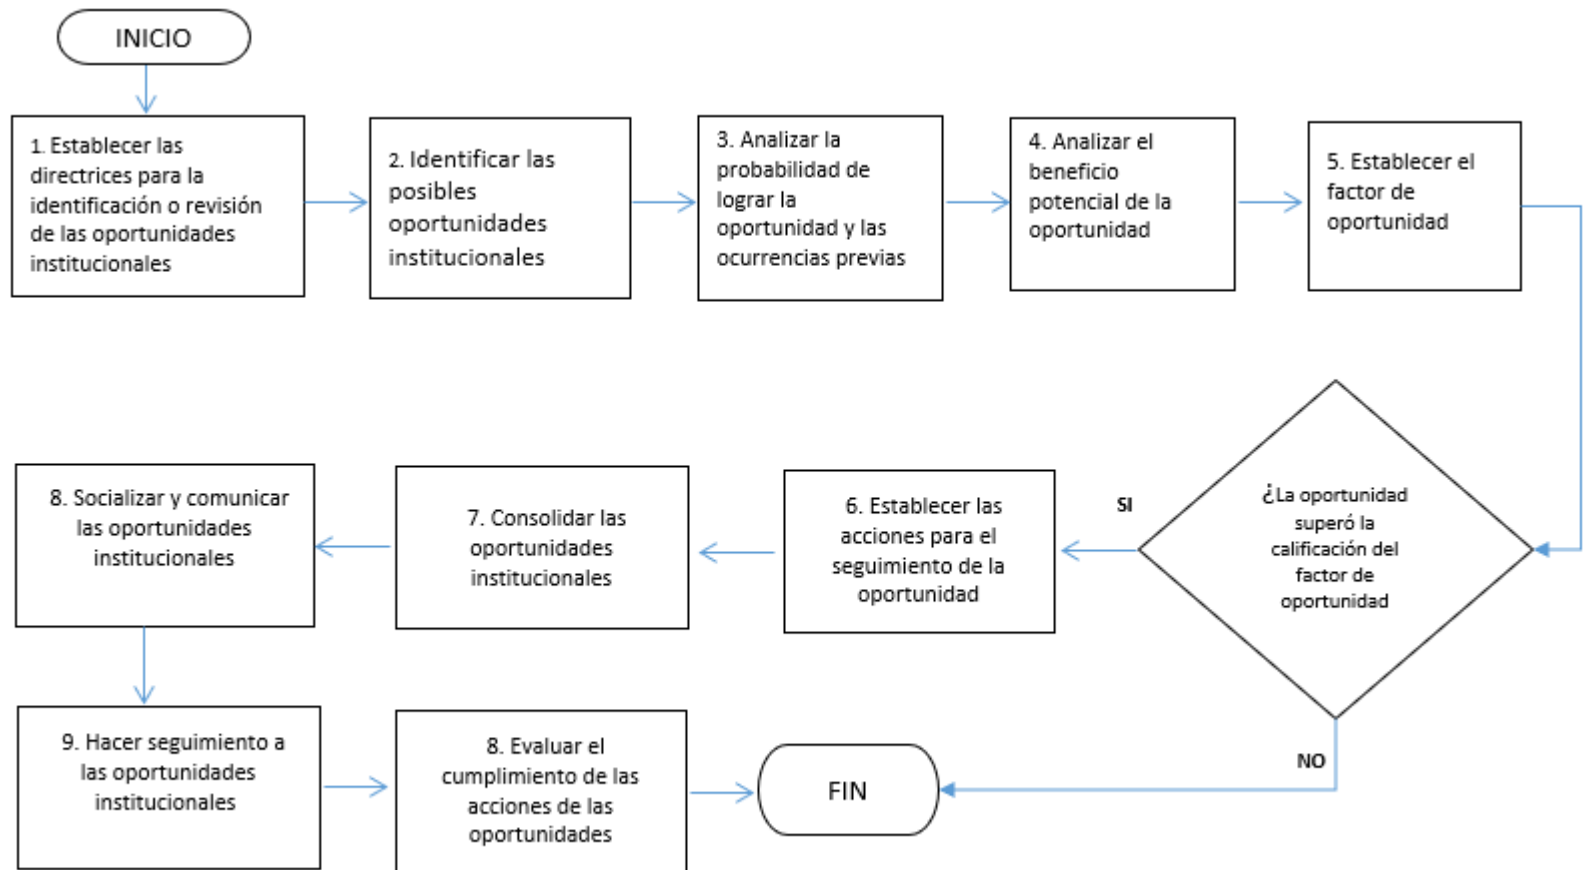 INICIO
1. Establecer las
directrices para la
identificación o revisión
de las oportunidades
institucionales
2. Identificar las
posibles
oportunidades
institucionales
3. Analizar la
probabilidad de
lograr la
oportunidad y las
ocurrencias previas
4. Analizar el
beneficio
potencial de la
oportunidad
5. Establecer el
factor de
oportunidad
¿La oportunidad
superó la
calificación del
factor de
oportunidad
SI
6. Establecer las
acciones para el
seguimiento de la
oportunidad
7. Consolidar las
oportunidades
institucionales
8. Socializar y comunicar
las oportunidades
institucionales
9. Hacer seguimiento a
las oportunidades
institucionales
8. Evaluar el
cumplimiento de las
acciones de las
oportunidades
FIN
NO